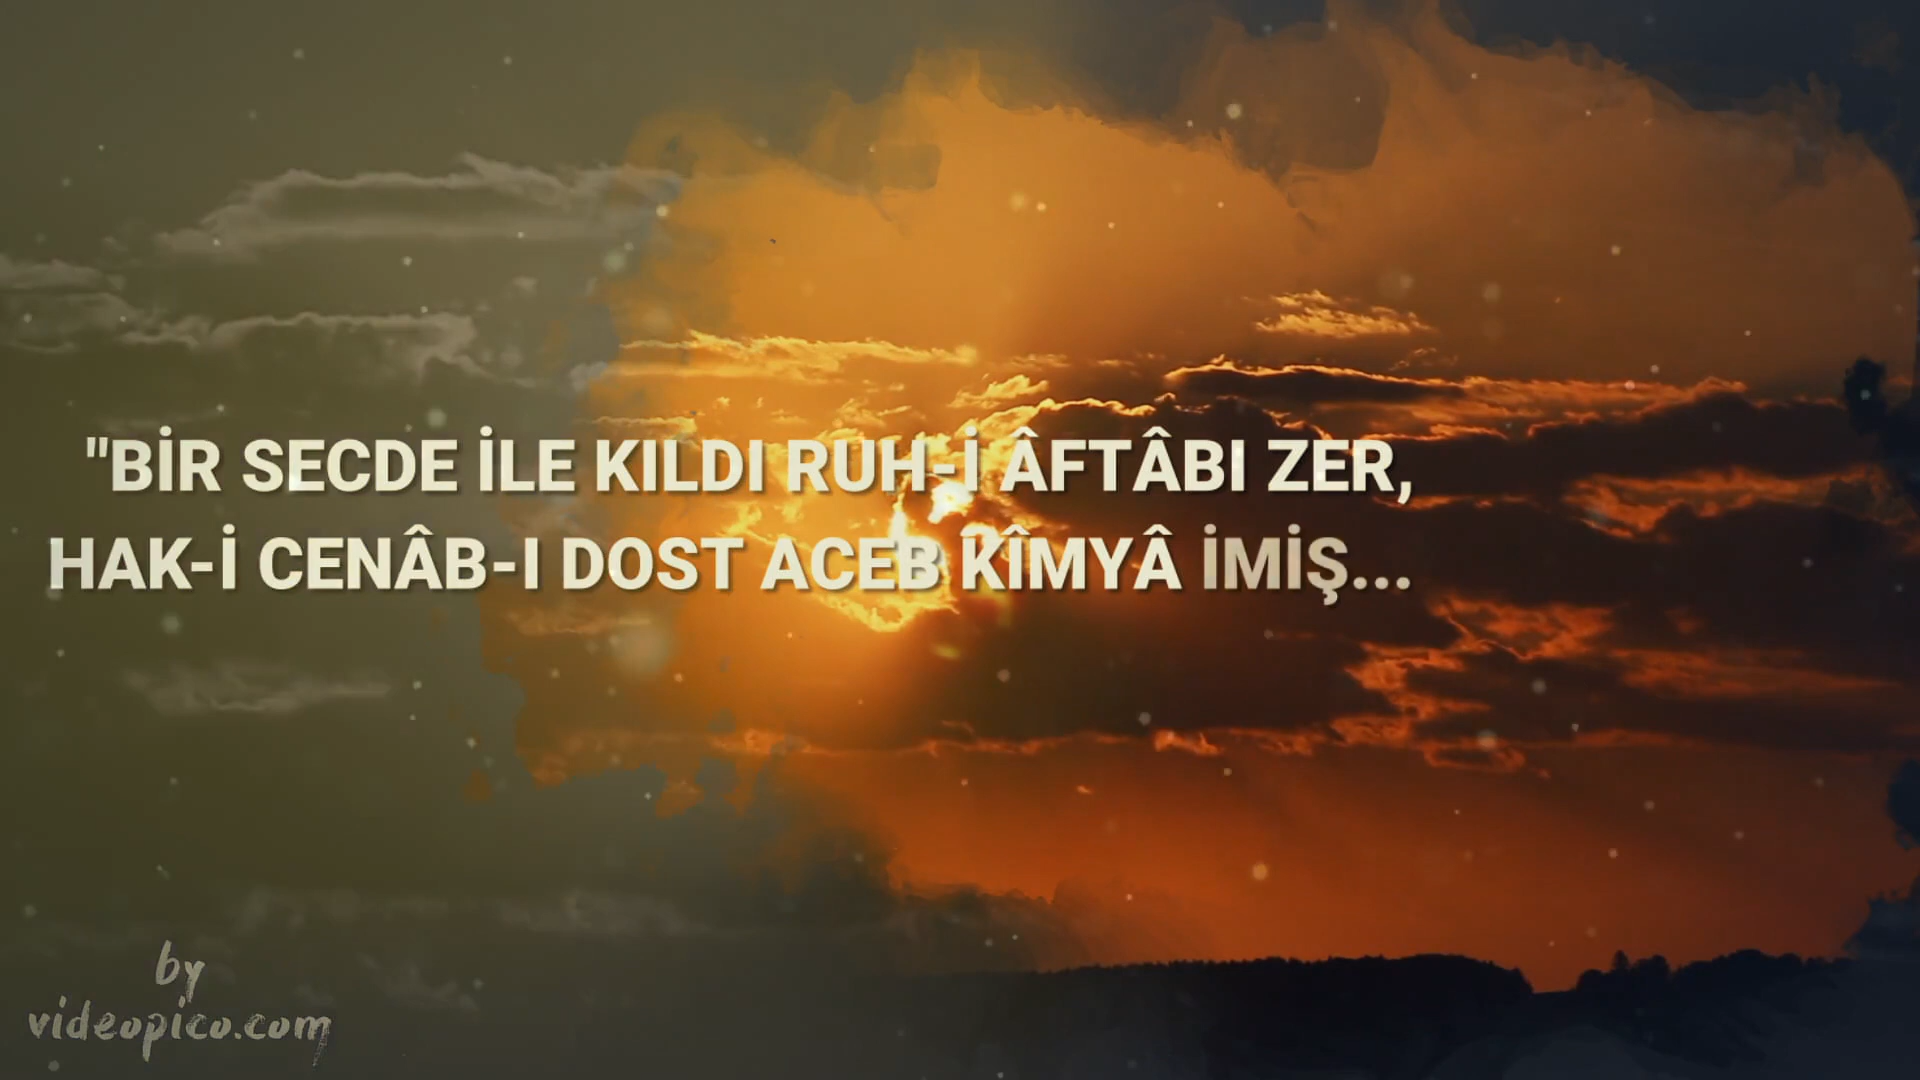 "BİR SECDE İLE KILDI RUH-İ ÂFTÂBI ZER,
HAK-İ CENÂB-I DOST ACEB KÎMYÂ İMİŞ...
by
videopico.com